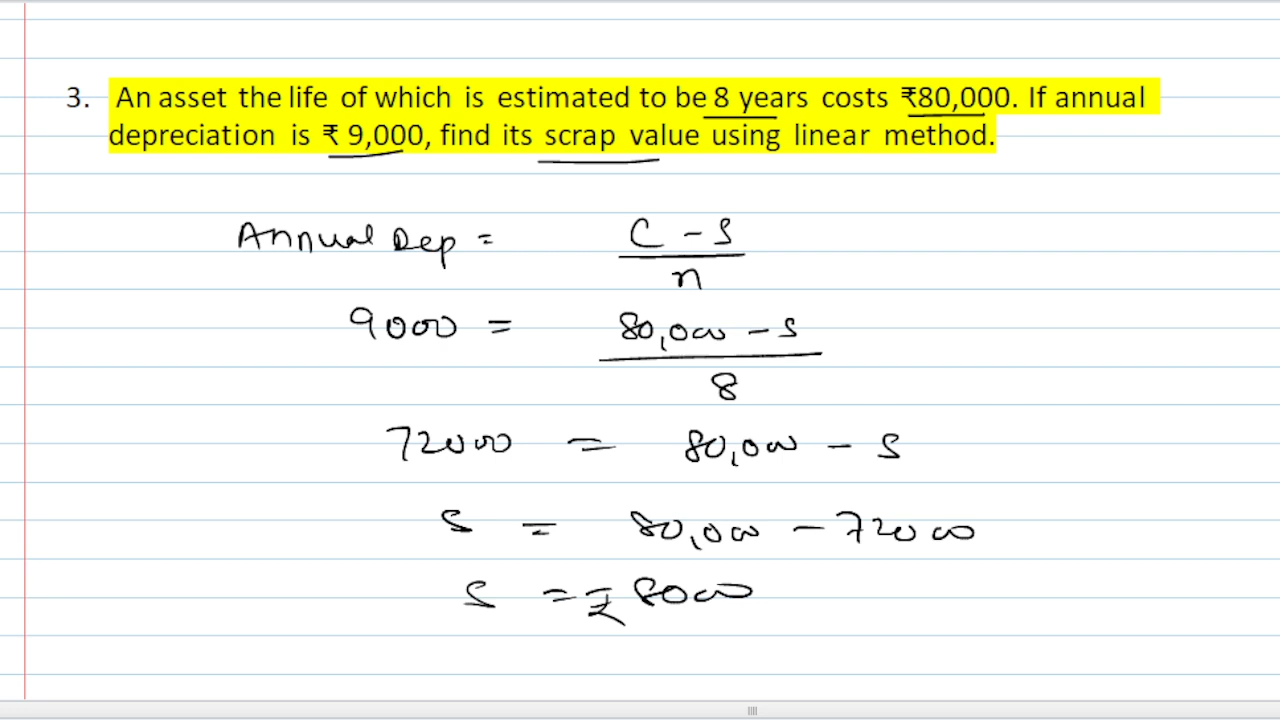 3. An asset the life of which is estimated to be 8 years costs ₹80,000. If annual
depreciation is ₹ 9,000, find its scrap value using linear method.
Annual Dep = C - S
n
9000 = 80,000 - S
8
72000 = 80,000 - S
S = 80,000 - 72000
S = ₹ 8000